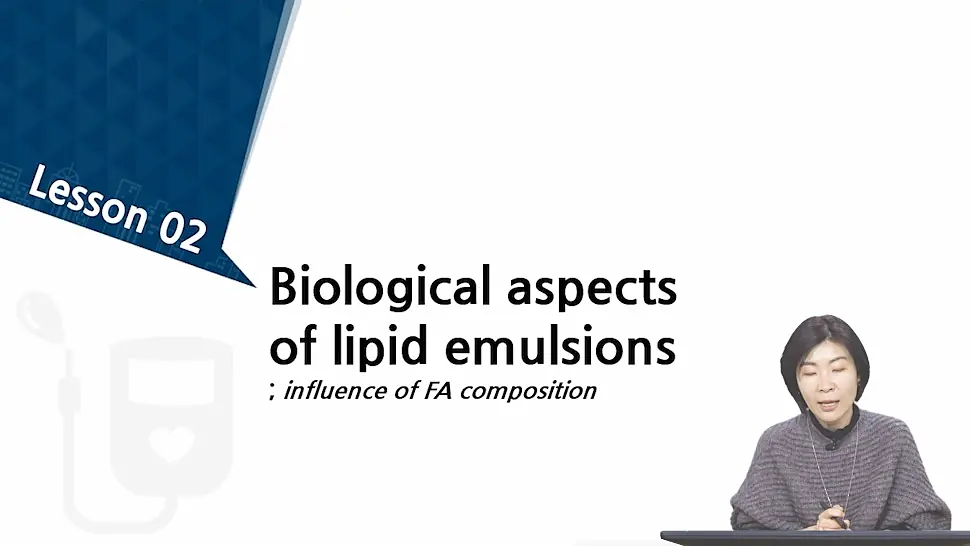 Lesson 02
Biological aspects
of lipid emulsions
; influence of FA composition